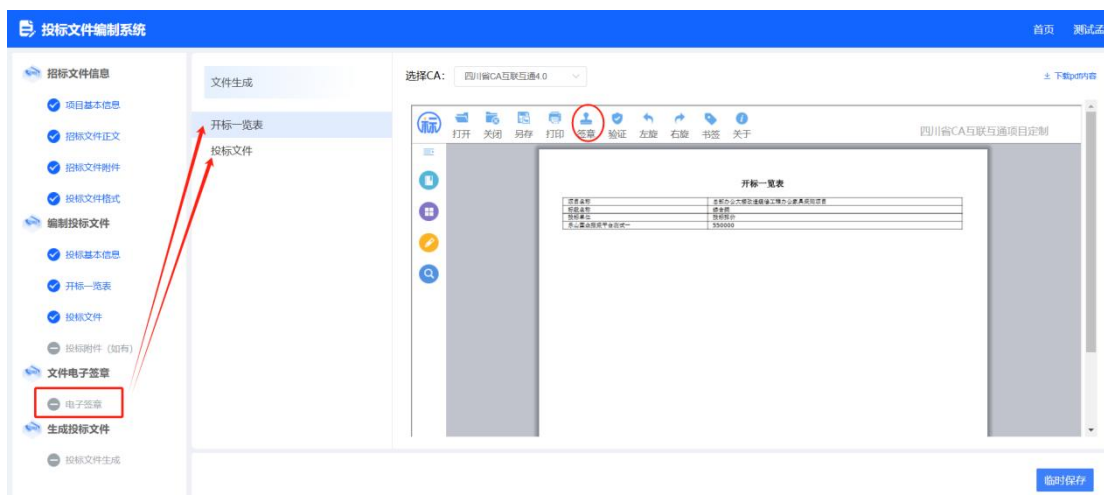 投标文件编制系统
首页 测试孟
招标文件信息
项目基本信息
招标文件正文
招标文件附件
投标文件格式
编制投标文件
投标基本信息
开标一览表
投标文件
投标附件（如有）
文件电子签章
电子签章
生成投标文件
投标文件生成
文件生成
开标一览表
投标文件
选择CA： 四川省CA互联互通4.0
下载pdf内容
标
打开 关闭 另存 打印 签章 验证 左旋 右旋 书签 关于
四川省CA互联互通项目定制
开标一览表
项目名称
标段名称 总金额
投标单位 投标报价
550000
临时保存